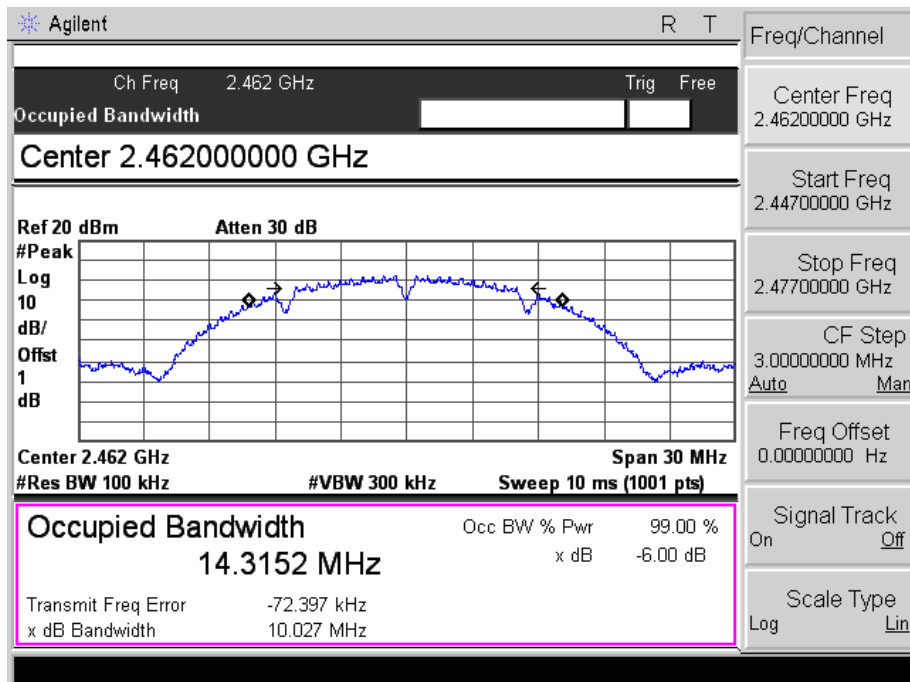 Agilent R T
Ch Freq 2.462 GHz Trig Free
Occupied Bandwidth
Center 2.462000000 GHz
Ref 20 dBm Atten 30 dB
#Peak
Log
10
dB/
Offst
1
dB
Center 2.462 GHz Span 30 MHz
#Res BW 100 kHz #VBW 300 kHz Sweep 10 ms (1001 pts)
Occupied Bandwidth
14.3152 MHz
Occ BW % Pwr 99.00 %
x dB -6.00 dB
Transmit Freq Error -72.397 kHz
x dB Bandwidth 10.027 MHz
Freq/Channel
Center Freq
2.46200000 GHz
Start Freq
2.44700000 GHz
Stop Freq
2.47700000 GHz
CF Step
3.00000000 MHz
Auto Man
Freq Offset
0.00000000 Hz
Signal Track
On Off
Scale Type
Log Lin